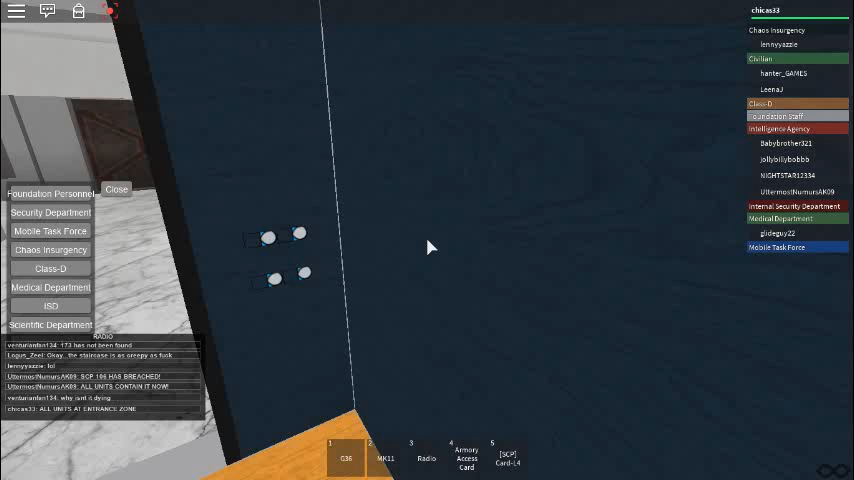 chicas33
Chaos Insurgency
lennyyazzie
Civilian
hanter_GAMES
LeenaJ
Class-D
Foundation Staff
Intelligence Agency
Babybrother321
jollybillybobbb
NIGHTSTAR12334
UttermostNumursAK09
Internal Security Department
Medical Department
glideguy22
Mobile Task Force
Close
Foundation Personnel
Security Department
Mobile Task Force
Chaos Insurgency
Class-D
Medical Department
ISD
Scientific Department
RADIO
venturianfan134: 173 has not been found
Logus_Zeel: Okay...the staircase is as creepy as fuck
lennyyazzie: lol
UttermostNumursAK09: SCP 106 HAS BREACHED!
UttermostNumursAK09: ALL UNITS CONTAIN IT NOW!
venturianfan134: why isnt it dying
chicas33: ALL UNITS AT ENTRANCE ZONE
1
G36
2
MK11
3
Radio
4
Armory
Access
Card
5
[SCP]
Card-L4